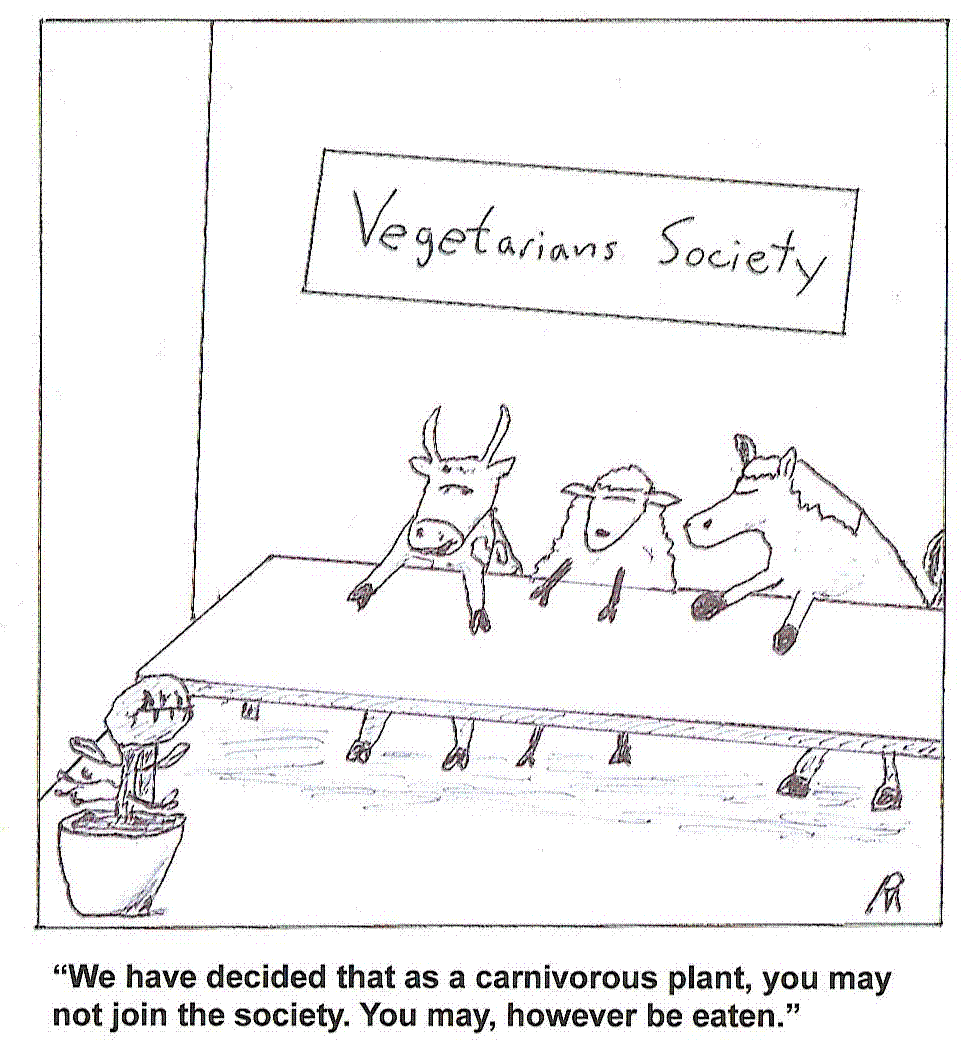 Vegetarians Society
“We have decided that as a carnivorous plant, you may
not join the society. You may, however be eaten.”